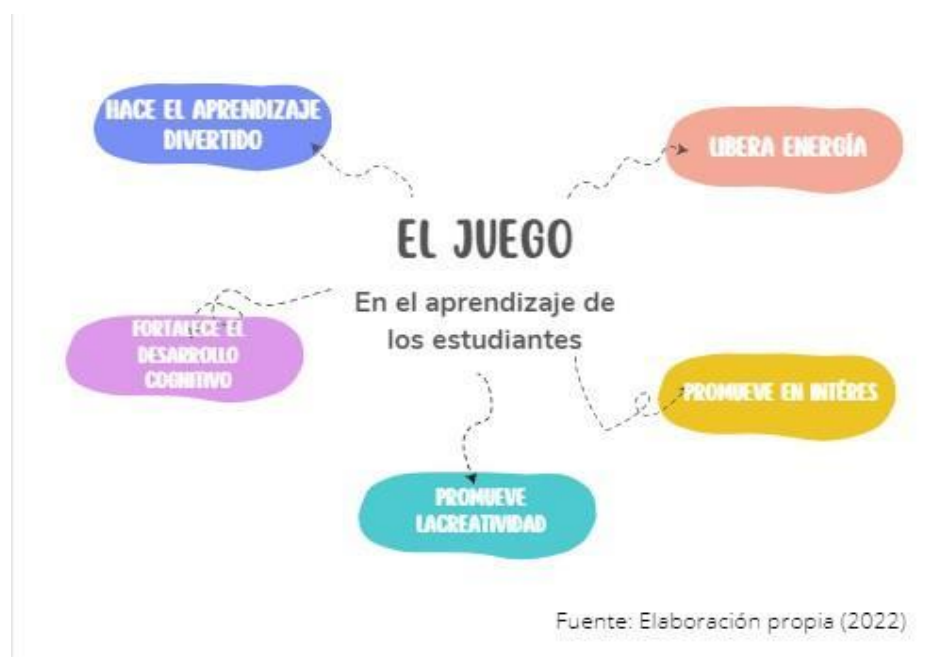 HACE EL APRENDIZAJE
DIVERTIDO
LIBERA ENERGÍA
EL JUEGO
En el aprendizaje de
los estudiantes
FORTALECE EL
DESARROLLO
COGNITIVO
PROMUEVE EN INTÉRES
PROMUEVE
LACREATIVIDAD
Fuente: Elaboración propia (2022)